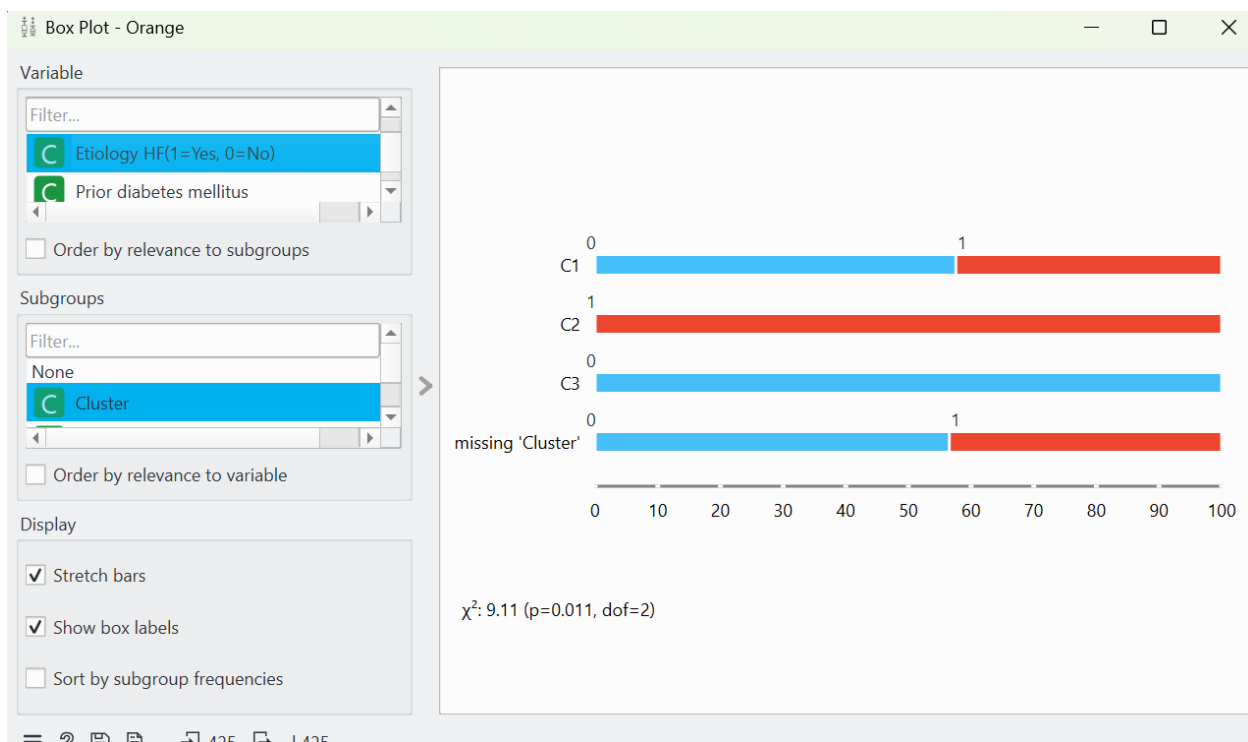 Box Plot - Orange
Variable
Filter...
C Etiology HF(1=Yes, 0=No)
C Prior diabetes mellitus
Order by relevance to subgroups
Subgroups
Filter...
None
C Cluster
Order by relevance to variable
Display
Stretch bars
Show box labels
Sort by subgroup frequencies
0 1
C1
1
C2
0
C3
0 1
missing 'Cluster'
0 10 20 30 40 50 60 70 80 90 100
χ²: 9.11 (p=0.011, dof=2)